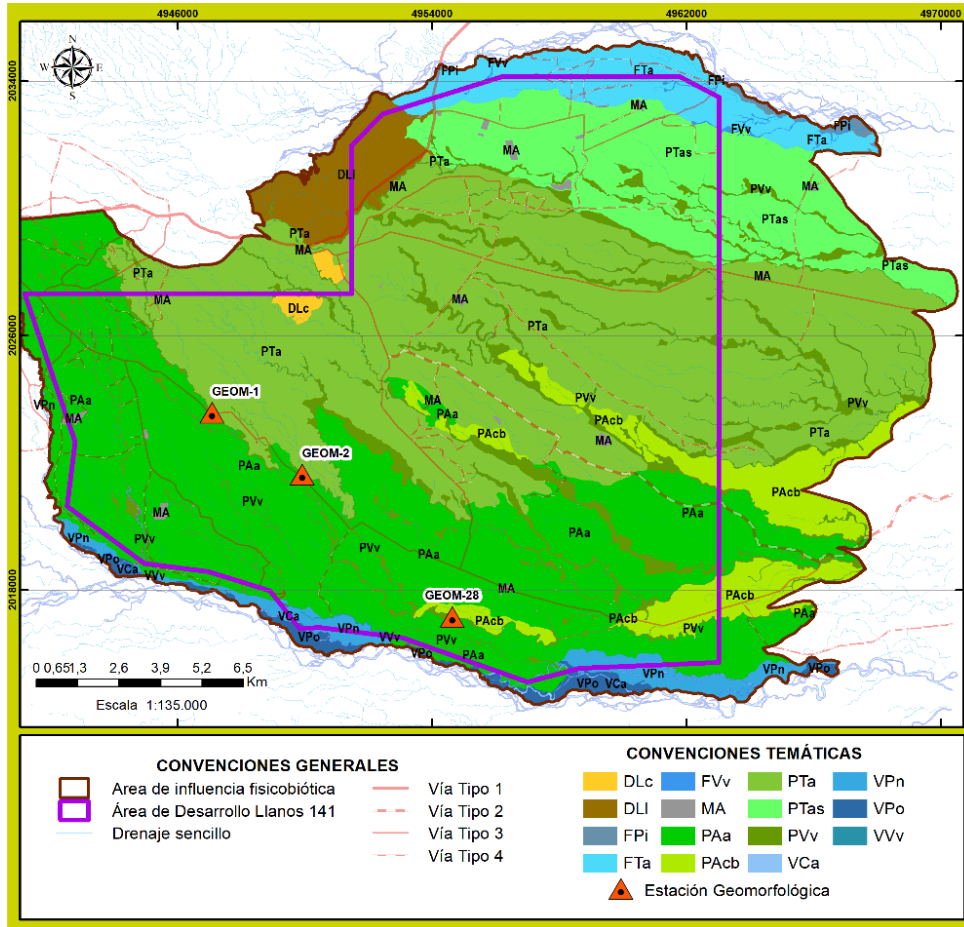 4946000 4954000 4962000 4970000
N
W E
S
2034000
2026000
2018000
2034000
2026000
2018000
FPi
FVv
FTa
FPi
MA
FVv
FTa
FPi
PTa
MA
PTas
DLI
MA
PVv
MA
PTas
PTa
MA
PTas
PTa
MA
MA
DLc
MA
PTa
PTa
GEOM-1
VPn
PAa
MA
MA
PAa
PAcb
PVv
MA
PVv
PTa
GEOM-2
PAa
PVv
PAcb
MA
PAa
PAa
VPn
PVv
PVv
PAa
VPo
VCa
VVv
GEOM-28
MA
PAcb
PAcb
PAa
VCa
VPo
VPn
VVv
PVv
VPo
PAa
PVv
VPo
VCa
VPn
VPn
VPo
0 0,651,3 2,6 3,9 5,2 6,5
Km
Escala 1:135.000
CONVENCIONES GENERALES
Area de influencia fisicobiótica
Área de Desarrollo Llanos 141
Drenaje sencillo
Vía Tipo 1
Vía Tipo 2
Vía Tipo 3
Vía Tipo 4
CONVENCIONES TEMÁTICAS
DLc FVv PTa VPn
DLI MA PTas VPo
FPi PAa PVv VVv
FTa PAcb VCa
Estación Geomorfológica